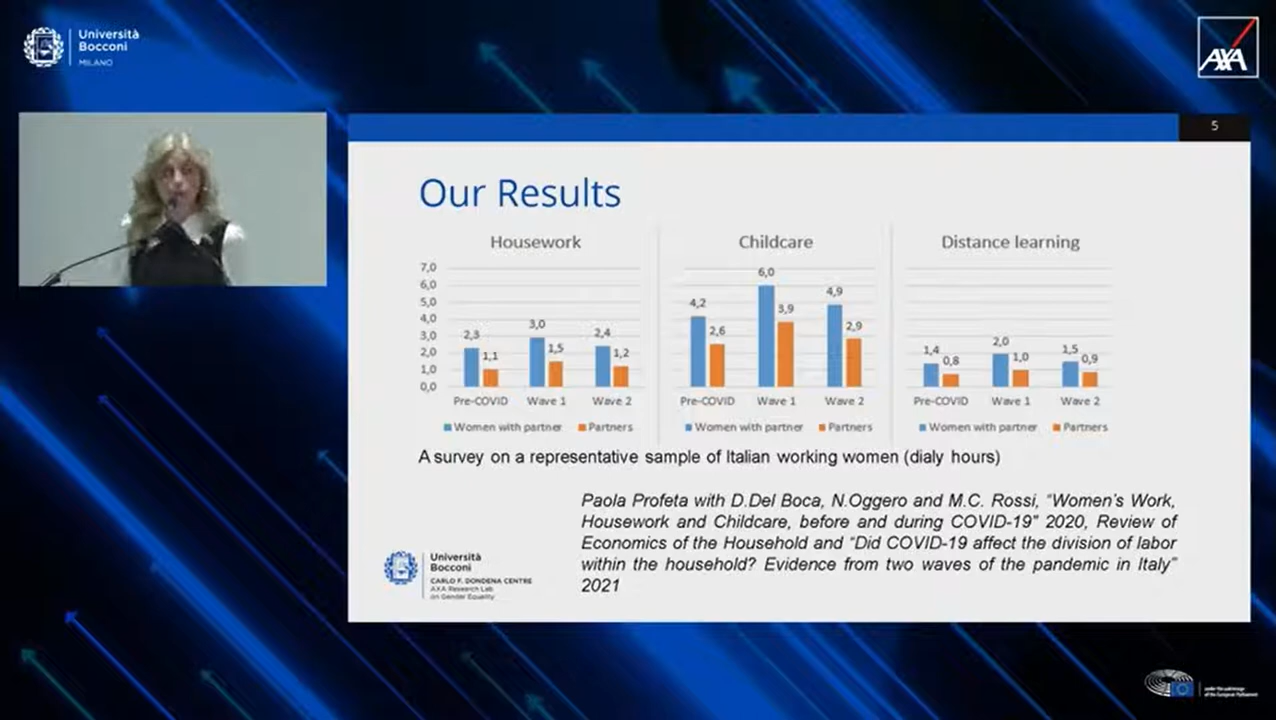 Università
Bocconi
MILANO
AXA
5
Our Results
Housework
7,0
6,0
5,0
4,0
3,0
2,0
1,0
0,0
2,3
1,1
3,0
1,5
2,4
1,2
Pre-COVID Wave 1 Wave 2
Women with partner Partners
Childcare
4,2
2,6
6,0
3,9
4,9
2,9
Pre-COVID Wave 1 Wave 2
Women with partner Partners
Distance learning
1,4
0,8
2,0
1,0
1,5
0,9
Pre-COVID Wave 1 Wave 2
Women with partner Partners
A survey on a representative sample of Italian working women (dialy hours)
Paola Profeta with D.Del Boca, N.Oggero and M.C. Rossi, “Women’s Work,
Housework and Childcare, before and during COVID-19” 2020, Review of
Economics of the Household and “Did COVID-19 affect the division of labor
within the household? Evidence from two waves of the pandemic in Italy”
2021
Università
Bocconi
CARLO F. DONDENA CENTRE
AXA Research Lab
on Gender Equality
under the patronage
of the European Parliament